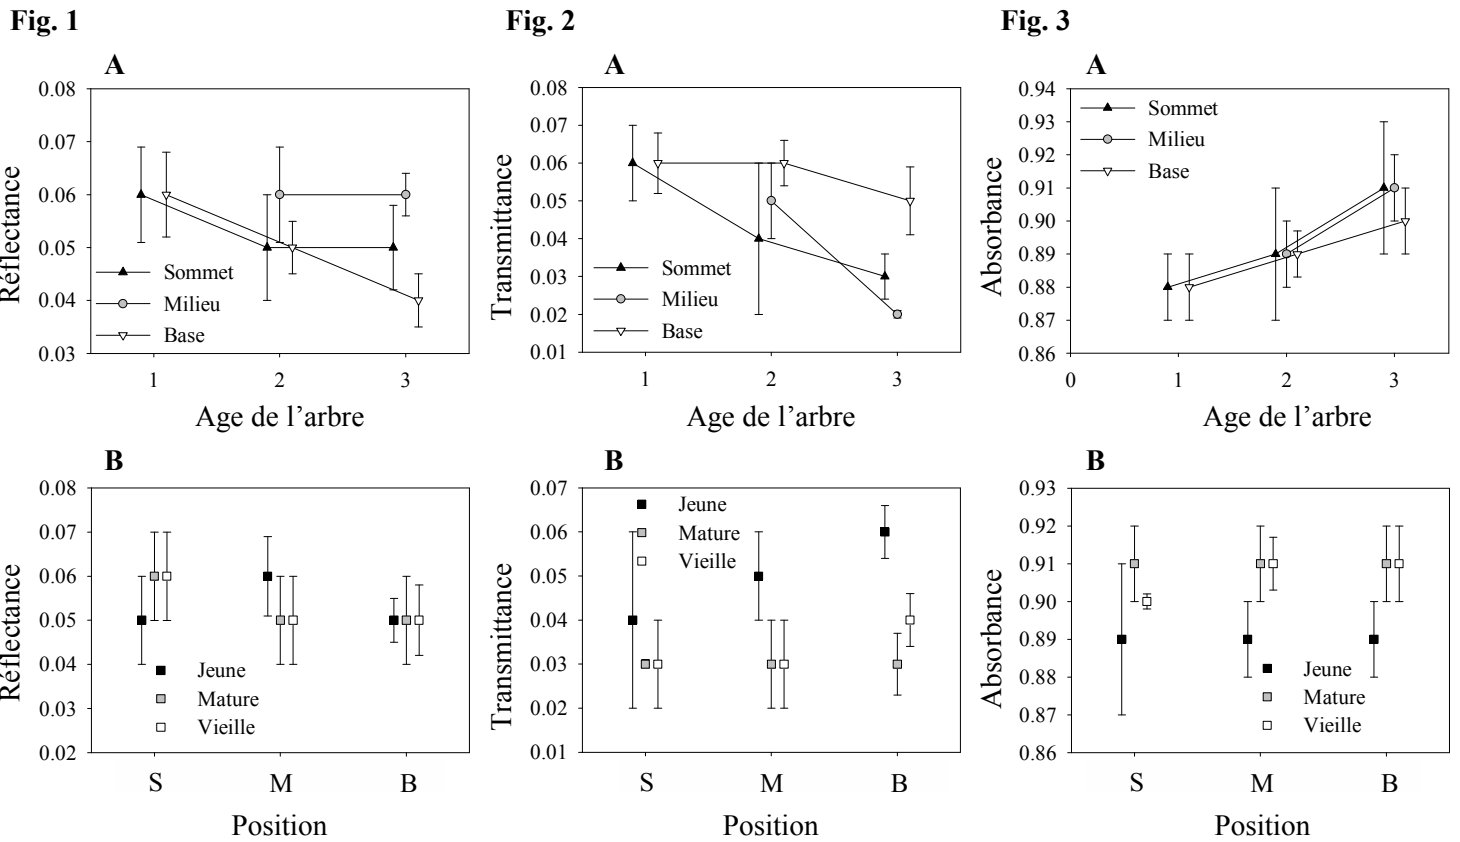 Fig. 1
Fig. 2
Fig. 3
A
0.08
0.07
0.06
0.05
0.04
0.03
Réflectance
Sommet
Milieu
Base
1 2 3
Age de l’arbre
A
0.08
0.07
0.06
0.05
0.04
0.03
0.02
0.01
Transmittance
Sommet
Milieu
Base
1 2 3
Age de l’arbre
A
0.94
0.93
0.92
0.91
0.90
0.89
0.88
0.87
0.86
Absorbance
Sommet
Milieu
Base
0 1 2 3
Age de l’arbre
B
0.08
0.07
0.06
0.05
0.04
0.03
0.02
Réflectance
Jeune
Mature
Vieille
S M B
Position
B
0.07
0.06
0.05
0.04
0.03
0.02
0.01
Transmittance
Jeune
Mature
Vieille
S M B
Position
B
0.93
0.92
0.91
0.90
0.89
0.88
0.87
0.86
Absorbance
Jeune
Mature
Vieille
S M B
Position